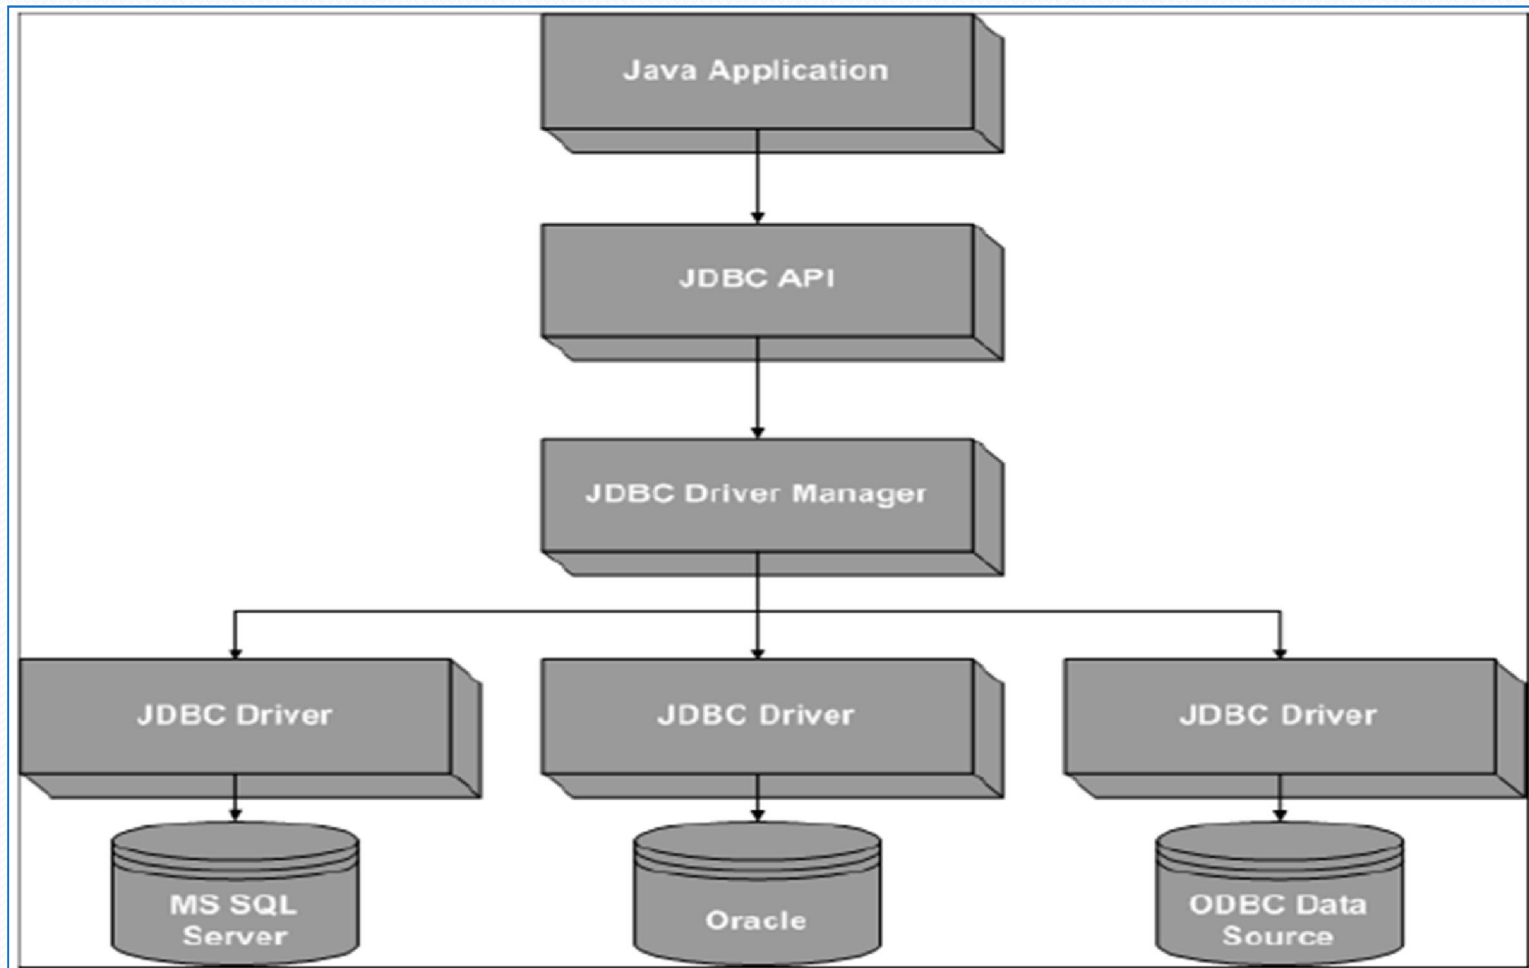 Java Application
JDBC API
JDBC Driver Manager
JDBC Driver
JDBC Driver
JDBC Driver
MS SQL
Server
Oracle
ODBC Data
Source